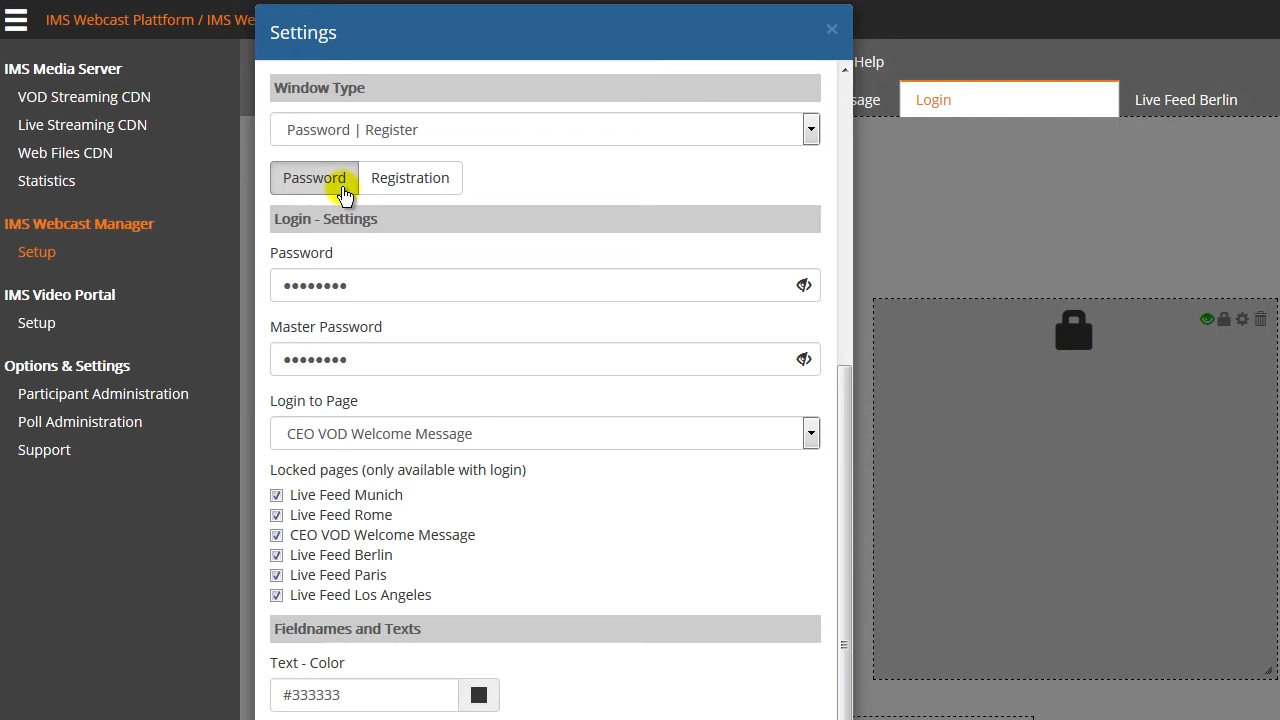 IMS Webcast Plattform / IMS We
Settings
×
Help
IMS Media Server
VOD Streaming CDN
Live Streaming CDN
Web Files CDN
Statistics
IMS Webcast Manager
Setup
IMS Video Portal
Setup
Options & Settings
Participant Administration
Poll Administration
Support
Window Type
Password | Register
Password
Registration
Login - Settings
Password
••••••••
Master Password
••••••••
Login to Page
CEO VOD Welcome Message
Locked pages (only available with login)
Live Feed Munich
Live Feed Rome
CEO VOD Welcome Message
Live Feed Berlin
Live Feed Paris
Live Feed Los Angeles
Fieldnames and Texts
Text - Color
#333333
sage
Login
Live Feed Berlin